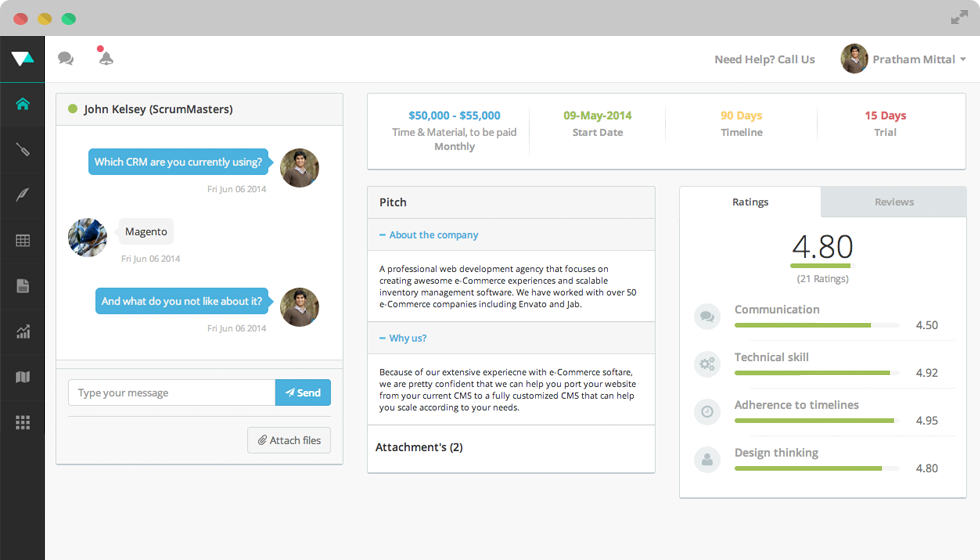 Need Help? Call Us
Pratham Mittal
John Kelsey (ScrumMasters)
Which CRM are you currently using?
Fri Jun 06 2014
Magento
Fri Jun 06 2014
And what do you not like about it?
Fri Jun 06 2014
Type your message
Send
Attach files
$50,000 - $55,000
Time & Material, to be paid
Monthly
09-May-2014
Start Date
90 Days
Timeline
15 Days
Trial
Pitch
About the company
A professional web development agency that focuses on
creating awesome e-Commerce experiences and scalable
inventory management software. We have worked with over 50
e-Commerce companies including Envato and Jab.
Why us?
Because of our extensive experiecne with e-Commerce softare,
we are pretty confident that we can help you port your website
from your current CMS to a fully customized CMS that can help
you scale according to your needs.
Attachment's (2)
Ratings
Reviews
4.80
(21 Ratings)
Communication
4.50
Technical skill
4.92
Adherence to timelines
4.95
Design thinking
4.80